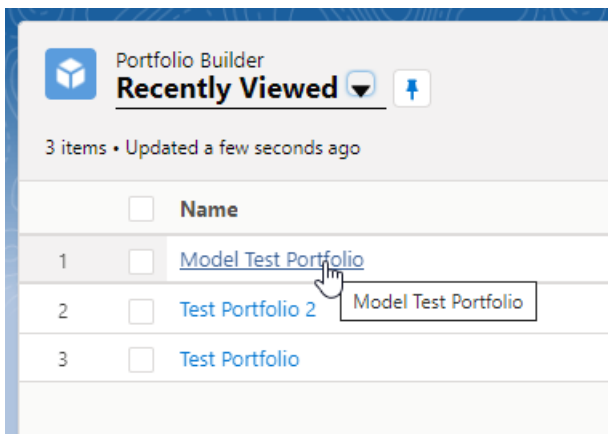 Portfolio Builder
Recently Viewed
3 items • Updated a few seconds ago
Name
1 Model Test Portfolio
Model Test Portfolio
2 Test Portfolio 2
3 Test Portfolio